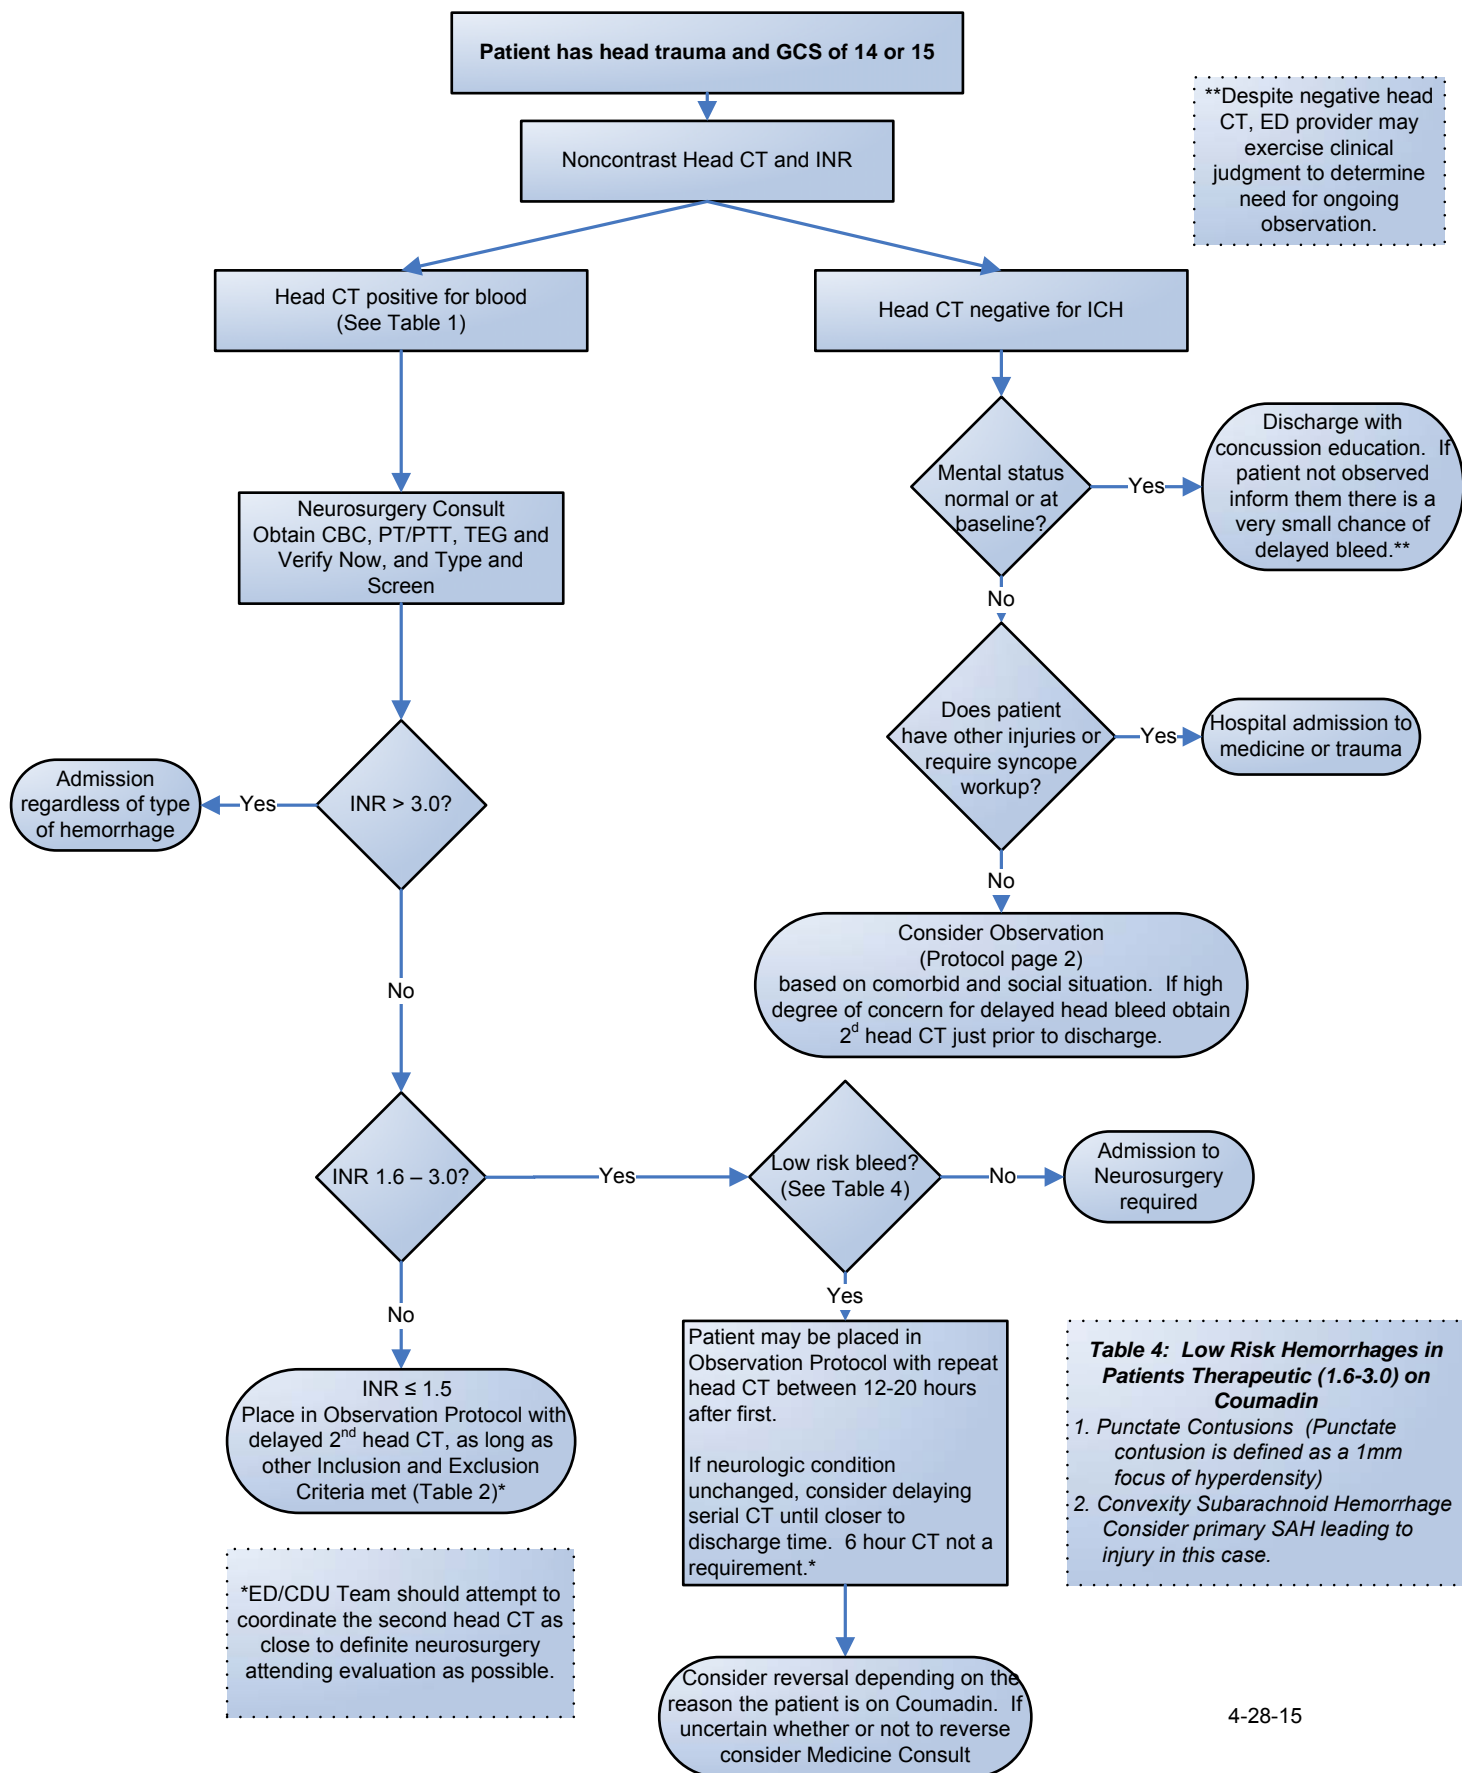 Patient has head trauma and GCS of 14 or 15
**Despite negative head
CT, ED provider may
exercise clinical
judgment to determine
need for ongoing
observation.
Noncontrast Head CT and INR
Head CT positive for blood
(See Table 1)
Head CT negative for ICH
Mental status
normal or at
baseline?
Yes
Discharge with
concussion education.  If
patient not observed
inform them there is a
very small chance of
delayed bleed.**
Neurosurgery Consult
Obtain CBC, PT/PTT, TEG and
Verify Now, and Type and
Screen
No
Does patient
have other injuries or
require syncope
workup?
Yes
Hospital admission to
medicine or trauma
INR > 3.0?
Yes
Admission
regardless of type
of hemorrhage
No
Consider Observation
(Protocol page 2)
based on comorbid and social situation.  If high
degree of concern for delayed head bleed obtain
2d head CT just prior to discharge.
No
INR 1.6 – 3.0?
Yes
Low risk bleed?
(See Table 4)
No
Admission to
Neurosurgery
required
No
Yes
INR ≤ 1.5
Place in Observation Protocol with
delayed 2nd head CT, as long as
other Inclusion and Exclusion
Criteria met (Table 2)*
Patient may be placed in
Observation Protocol with repeat
head CT between 12-20 hours
after first.
If neurologic condition
unchanged, consider delaying
serial CT until closer to
discharge time.  6 hour CT not a
requirement.*
Table 4:  Low Risk Hemorrhages in
Patients Therapeutic (1.6-3.0) on
Coumadin
1. Punctate Contusions  (Punctate
contusion is defined as a 1mm
focus of hyperdensity)
2. Convexity Subarachnoid Hemorrhage
Consider primary SAH leading to
injury in this case.
*ED/CDU Team should attempt to
coordinate the second head CT as
close to definite neurosurgery
attending evaluation as possible.
Consider reversal depending on the
reason the patient is on Coumadin.  If
uncertain whether or not to reverse
consider Medicine Consult
4-28-15